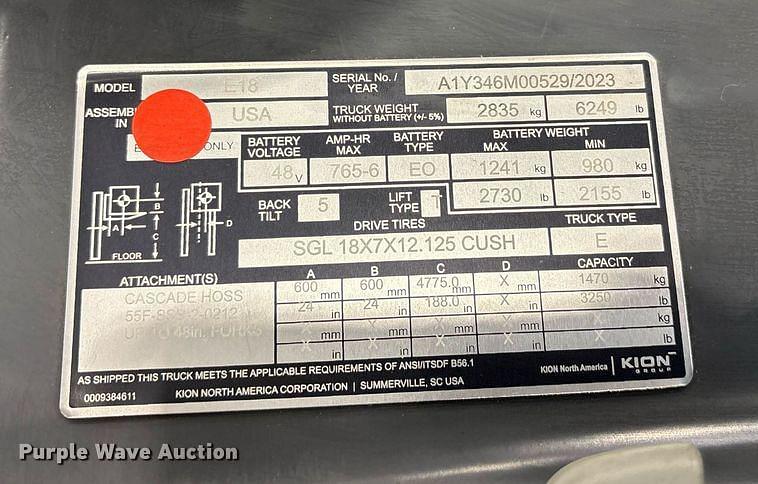 MODEL E18 SERIAL No./ YEAR A1Y346M00529/2023
IN USA TRUCK WEIGHT WITHOUT BATTERY (+/- 5%) 2835 kg 6249 lb
ONLY BATTERY VOLTAGE 48 V AMP-HR MAX 765-6 BATTERY TYPE EO BATTERY WEIGHT MAX 1241 kg MIN 980 kg
2730 lb 2155 lb
BACK TILT 5 LIFT TYPE T
DRIVE TIRES SGL 18X7X12.125 CUSH TRUCK TYPE E
A B C D
FLOOR
ATTACHMENT(S) A B C D CAPACITY
CASCADE HOSS 600 mm 600 mm 4775.0 mm X mm 1470 kg
24 in 24 in 188.0 in X in 3250 lb
48in. FORKS X mm X mm X mm X mm X kg
X in X in X in X in X lb
AS SHIPPED THIS TRUCK MEETS THE APPLICABLE REQUIREMENTS OF ANSI/ITSDF B56.1
0009384611 KION NORTH AMERICA CORPORATION | SUMMERVILLE, SC USA
KION North America | KION GROUP
Purple Wave Auction